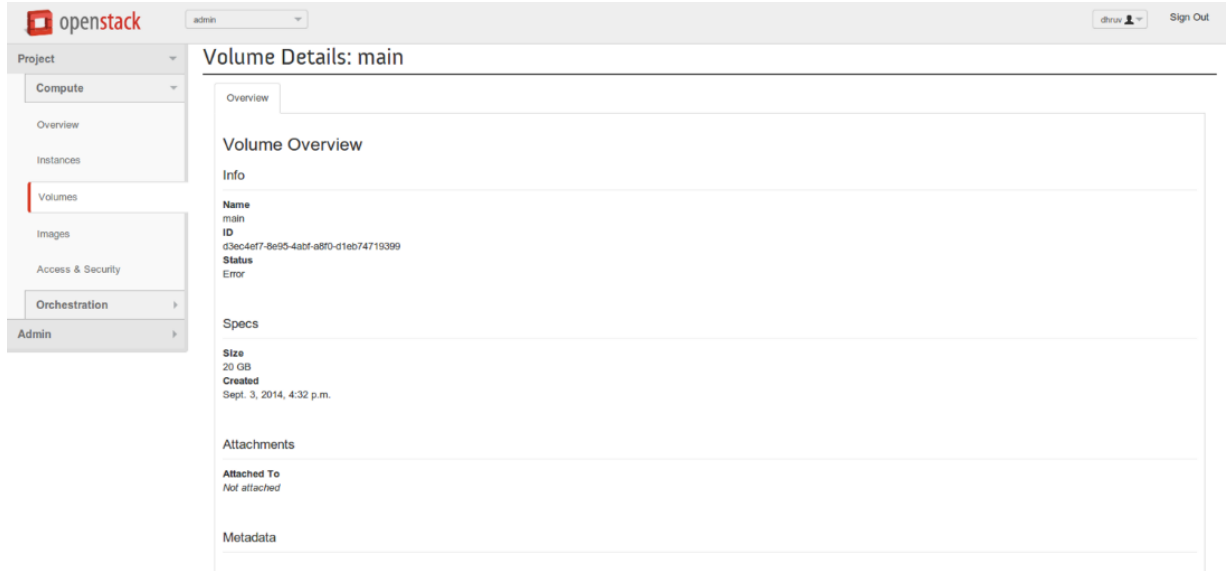 openstack
admin
dhruv
Sign Out
Project
Compute
Overview
Instances
Volumes
Images
Access & Security
Orchestration
Admin
Volume Details: main
Overview
Volume Overview
Info
Name
main
ID
d3ec4ef7-8e95-4abf-a8f0-d1eb74719399
Status
Error
Specs
Size
20 GB
Created
Sept. 3, 2014, 4:32 p.m.
Attachments
Attached To
Not attached
Metadata